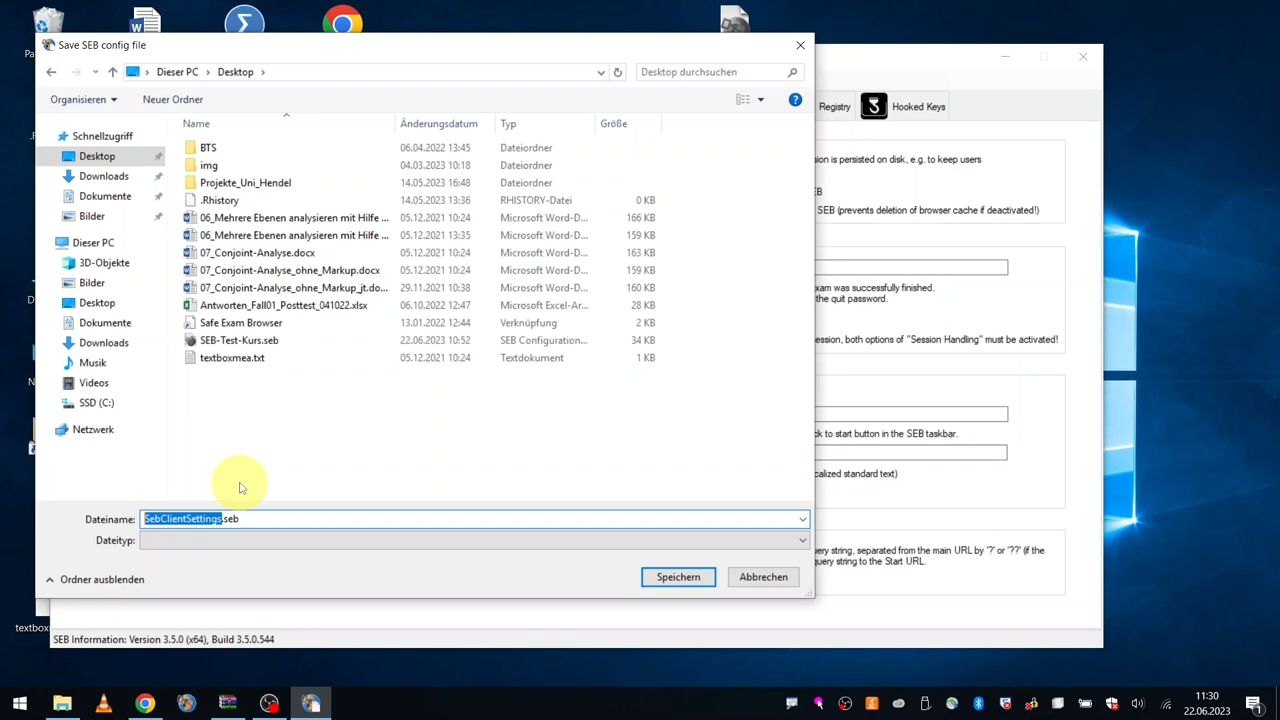 Save SEB config file
Dieser PC
Desktop
Desktop durchsuchen
Organisieren
Neuer Ordner
Registry
Hooked Keys
Name
Änderungsdatum
Typ
Größe
Schnellzugriff
Desktop
Downloads
Dokumente
Bilder
Dieser PC
3D-Objekte
Bilder
Desktop
Dokumente
Downloads
Musik
Videos
SSD (C:)
Netzwerk
BTS 06.04.2022 13:45 Dateiordner
img 04.03.2023 10:18 Dateiordner
Projekte_Uni_Hendel 14.05.2023 16:48 Dateiordner
.Rhistory 14.05.2023 13:36 RHISTORY-Datei 0 KB
06_Mehrere Ebenen analysieren mit Hilfe ... 05.12.2021 10:24 Microsoft Word-D... 166 KB
06_Mehrere Ebenen analysieren mit Hilfe ... 05.12.2021 13:35 Microsoft Word-D... 159 KB
07_Conjoint-Analyse.docx 05.12.2021 10:24 Microsoft Word-D... 163 KB
07_Conjoint-Analyse_ohne_Markup.docx 05.12.2021 10:24 Microsoft Word-D... 159 KB
07_Conjoint-Analyse_ohne_Markup_jt.do... 29.11.2021 10:38 Microsoft Word-D... 160 KB
Antworten_Fall01_Posttest_041022.xlsx 06.10.2022 12:47 Microsoft Excel-Ar... 28 KB
Safe Exam Browser 13.01.2022 12:44 Verknüpfung 2 KB
SEB-Test-Kurs.seb 22.06.2023 10:52 SEB Configuration... 34 KB
textboxmea.txt 05.12.2021 10:24 Textdokument 1 KB
sion is persisted on disk, e.g. to keep users
EB
SEB (prevents deletion of browser cache if deactivated!)
exam was successfully finished.
the quit password.
ession, both options of "Session Handling" must be activated!
ck to start button in the SEB taskbar.
calized standard text)
uery string, separated from the main URL by '?' or '??' (if the
query string to the Start URL.
Dateiname: SebClientSettings.seb
Dateityp:
Ordner ausblenden
Speichern
Abbrechen
textboxm
SEB Information: Version 3.5.0 (x64), Build 3.5.0.544
11:30
22.06.2023